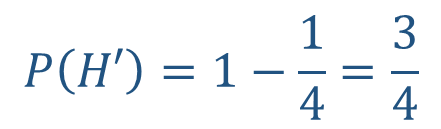 P(H′) = 1 − 1/4 = 3/4